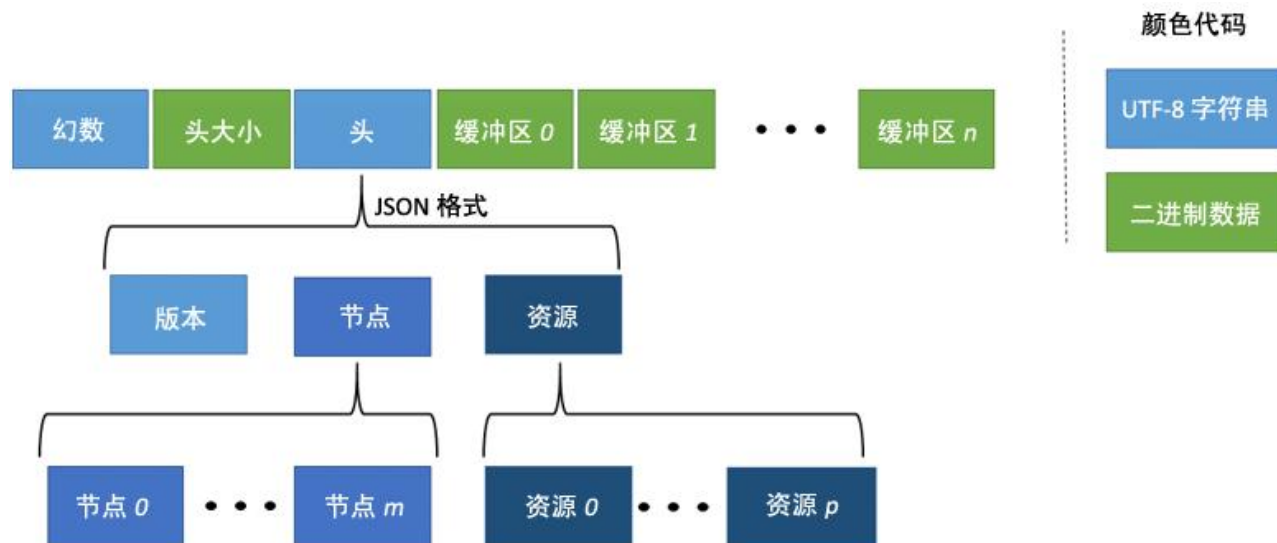 颜色代码
幻数
头大小
头
缓冲区 0
缓冲区 1
• • •
缓冲区 n
UTF-8 字符串
二进制数据
JSON 格式
版本
节点
资源
节点 0
• • •
节点 m
资源 0
• • •
资源 p